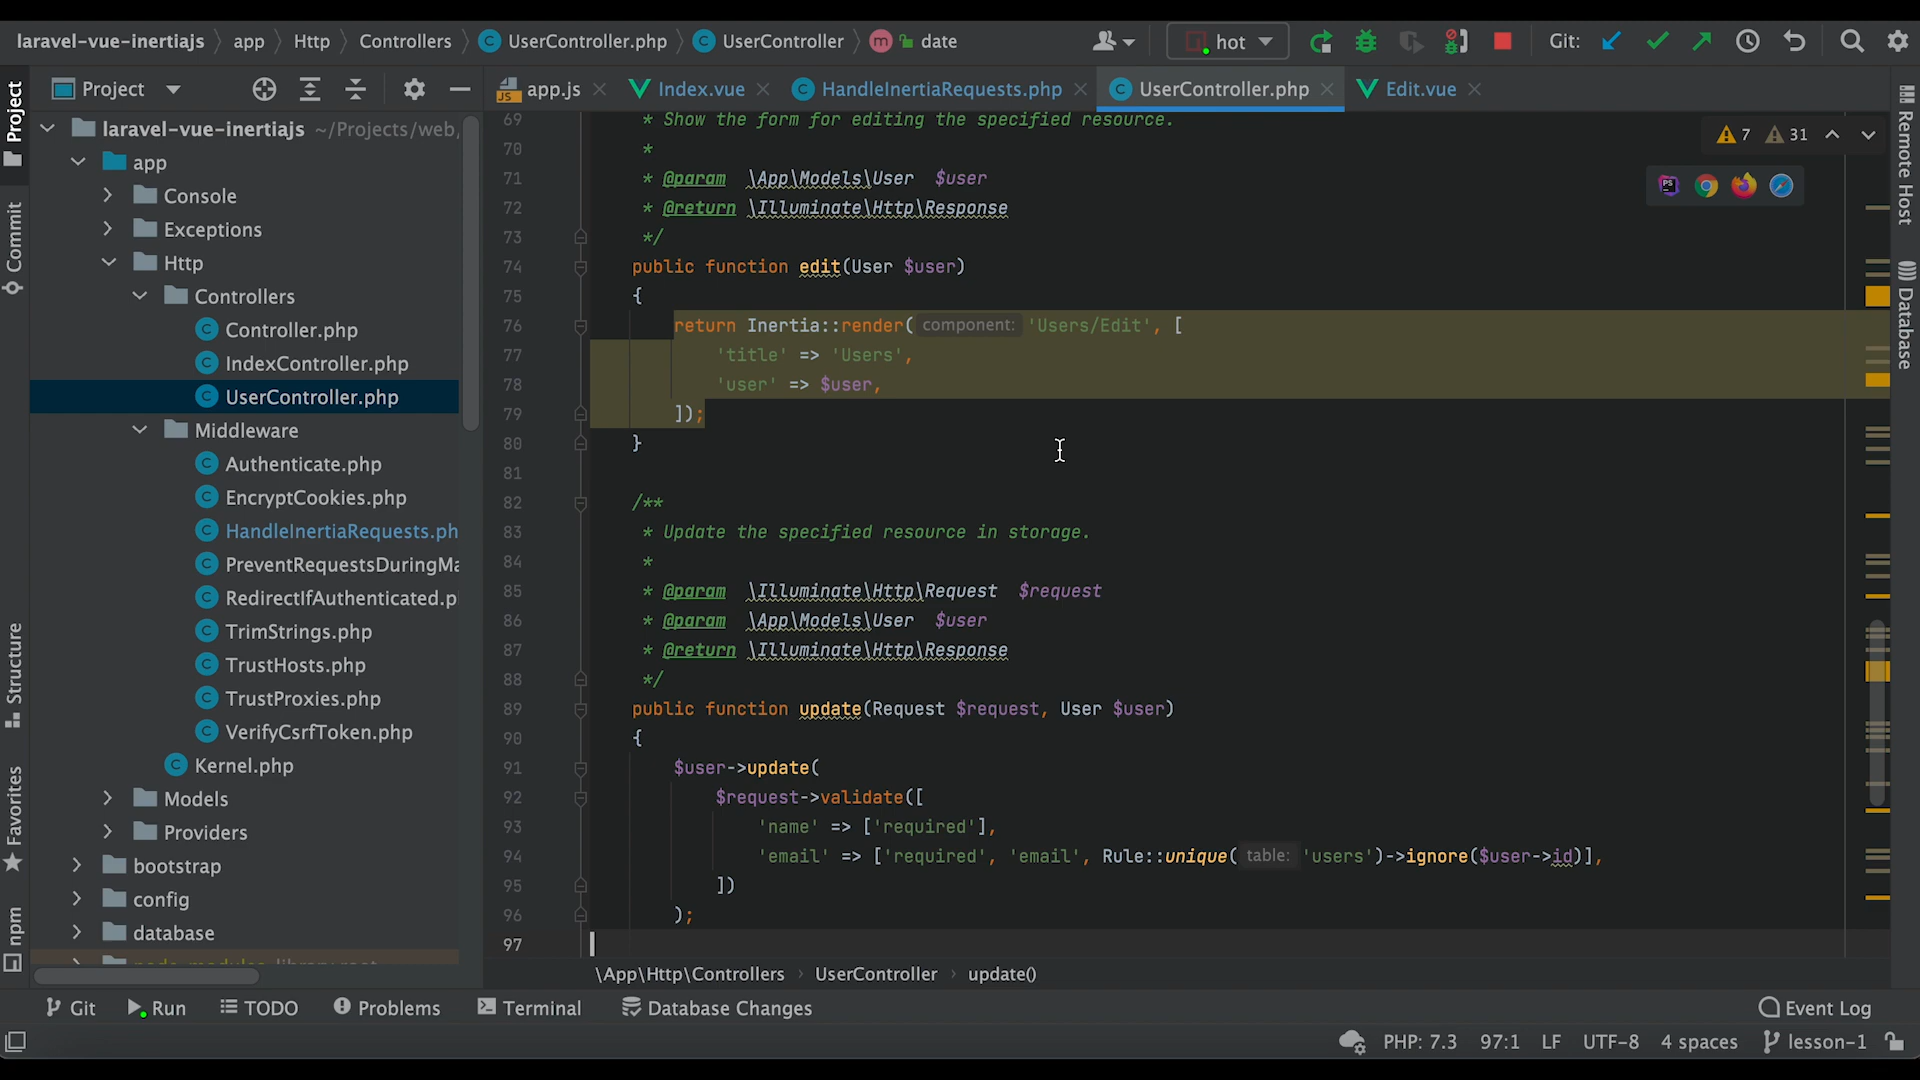 laravel-vue-inertiajs app Http Controllers UserController.php UserController m date hot Git:
Project
app.js Index.vue HandleInertiaRequests.php UserController.php Edit.vue
laravel-vue-inertiajs ~/Projects/web,
app
Console
Exceptions
Http
Controllers
Controller.php
IndexController.php
UserController.php
Middleware
Authenticate.php
EncryptCookies.php
HandleInertiaRequests.ph
PreventRequestsDuringMa
RedirectIfAuthenticated.p
TrimStrings.php
TrustHosts.php
TrustProxies.php
VerifyCsrfToken.php
Kernel.php
Models
Providers
bootstrap
config
database
Project
Commit
Structure
Favorites
npm
7 31
69 * Show the form for editing the specified resource.
70 *
71 * @param \App\Models\User $user
72 * @return \Illuminate\Http\Response
73 */
74 public function edit(User $user)
75 {
76 return Inertia::render( component: 'Users/Edit', [
77 'title' => 'Users',
78 'user' => $user,
79 ]);
80 }
81
82 /**
83 * Update the specified resource in storage.
84 *
85 * @param \Illuminate\Http\Request $request
86 * @param \App\Models\User $user
87 * @return \Illuminate\Http\Response
88 */
89 public function update(Request $request, User $user)
90 {
91 $user->update(
92 $request->validate([
93 'name' => ['required'],
94 'email' => ['required', 'email', Rule::unique( table: 'users')->ignore($user->id)],
95 ])
96 );
97
\App\Http\Controllers UserController update()
Remote Host
Database
Git Run TODO Problems Terminal Database Changes Event Log
PHP: 7.3 97:1 LF UTF-8 4 spaces lesson-1